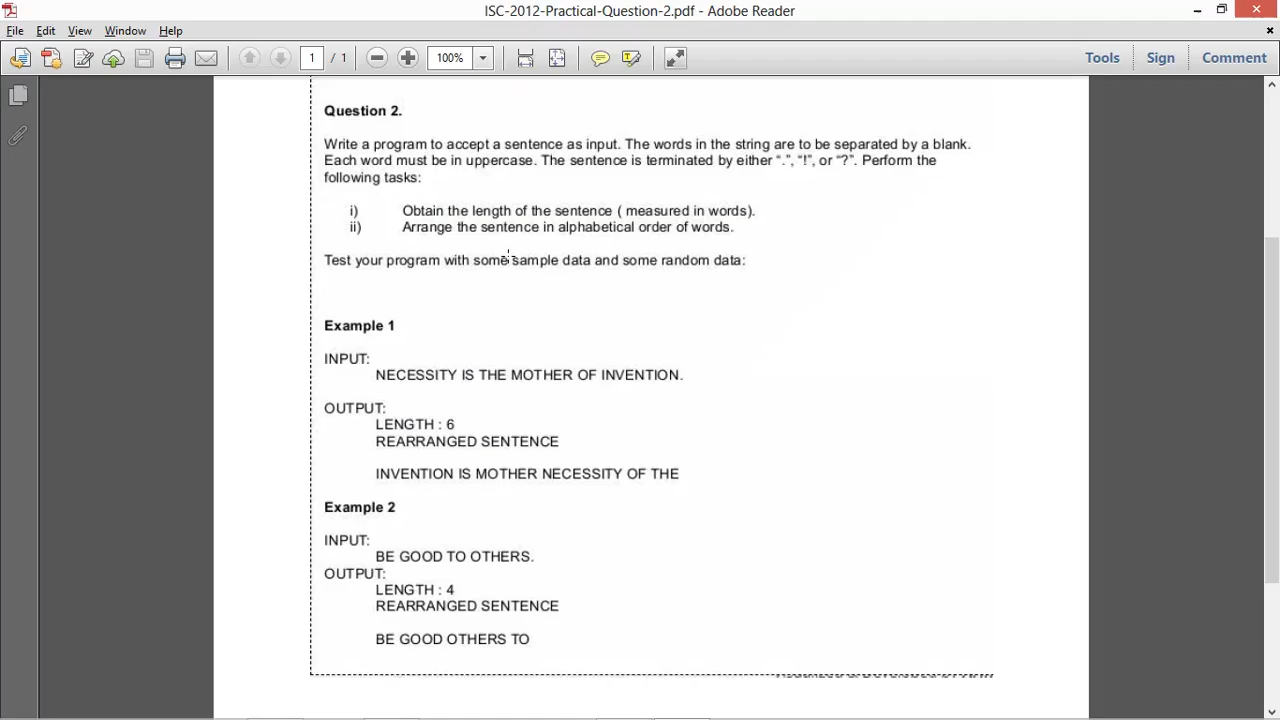 ISC-2012-Practical-Question-2.pdf - Adobe Reader
File Edit View Window Help
1 / 1 100% Tools Sign Comment
Question 2.
Write a program to accept a sentence as input. The words in the string are to be separated by a blank.
Each word must be in uppercase. The sentence is terminated by either “.”, “!”, or “?”. Perform the
following tasks:
i) Obtain the length of the sentence ( measured in words).
ii) Arrange the sentence in alphabetical order of words.
Test your program with some sample data and some random data:
Example 1
INPUT:
NECESSITY IS THE MOTHER OF INVENTION.
OUTPUT:
LENGTH : 6
REARRANGED SENTENCE
INVENTION IS MOTHER NECESSITY OF THE
Example 2
INPUT:
BE GOOD TO OTHERS.
OUTPUT:
LENGTH : 4
REARRANGED SENTENCE
BE GOOD OTHERS TO